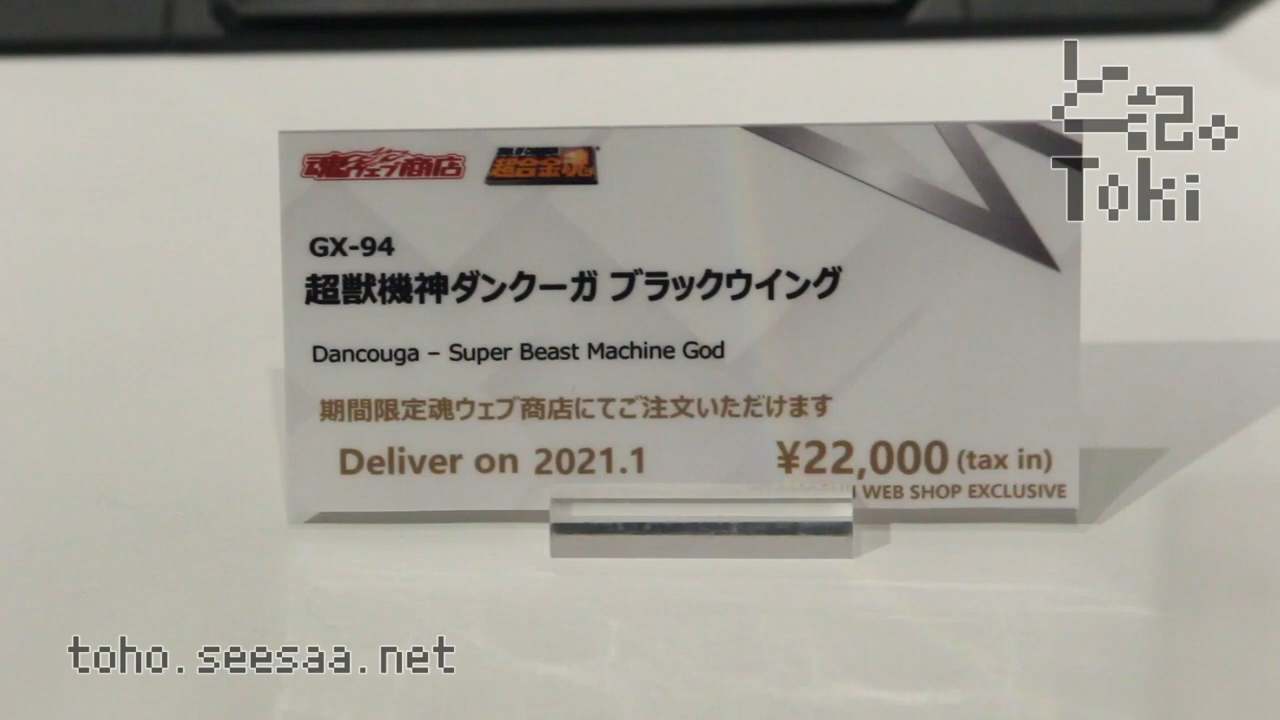 と記。
Toki
魂ウェブ商店 超合金魂
GX-94
超獣機神ダンクーガ ブラックウイング
Dancouga – Super Beast Machine God
期間限定魂ウェブ商店にてご注文いただけます
Deliver on 2021.1 ¥22,000 (tax in)
WEB SHOP EXCLUSIVE
toho.seesaa.net